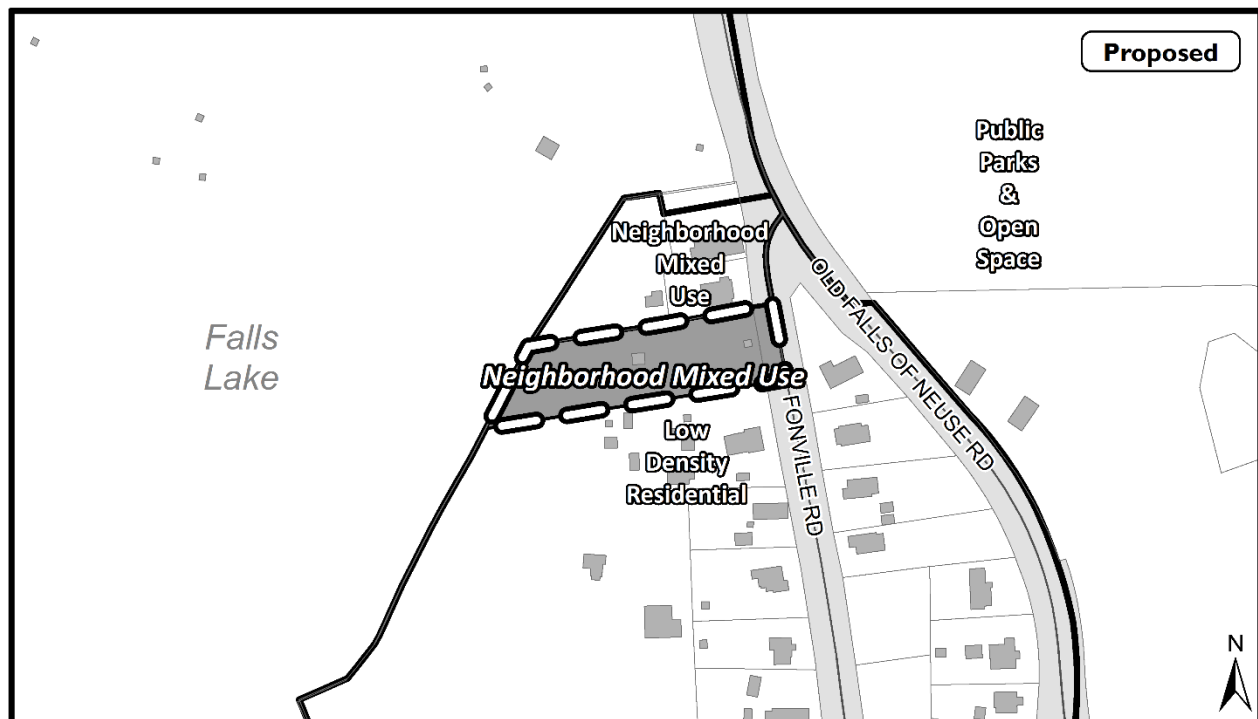 Proposed
Public
Parks
&
Open
Space
Neighborhood
Mixed
Use
OLD FALLS OF NEUSE RD
Falls
Lake
Neighborhood Mixed Use
FONVILLE RD
Low
Density
Residential
N